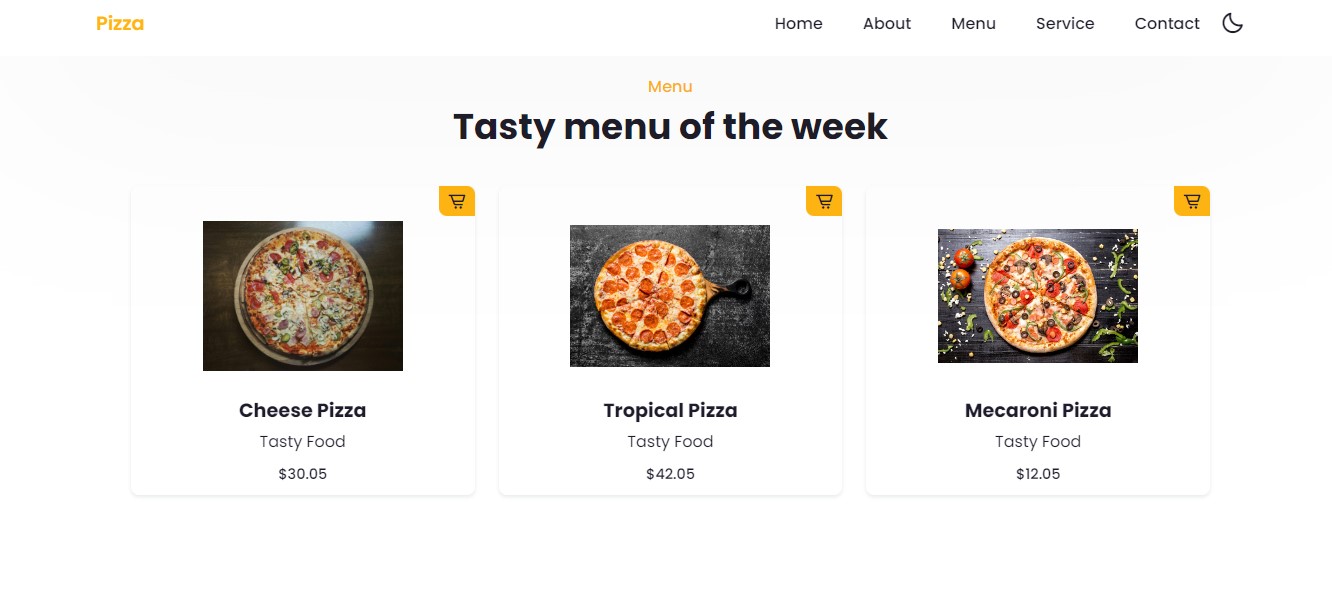 Pizza
Home About Menu Service Contact
Menu
Tasty menu of the week
Cheese Pizza
Tasty Food
$30.05
Tropical Pizza
Tasty Food
$42.05
Mecaroni Pizza
Tasty Food
$12.05